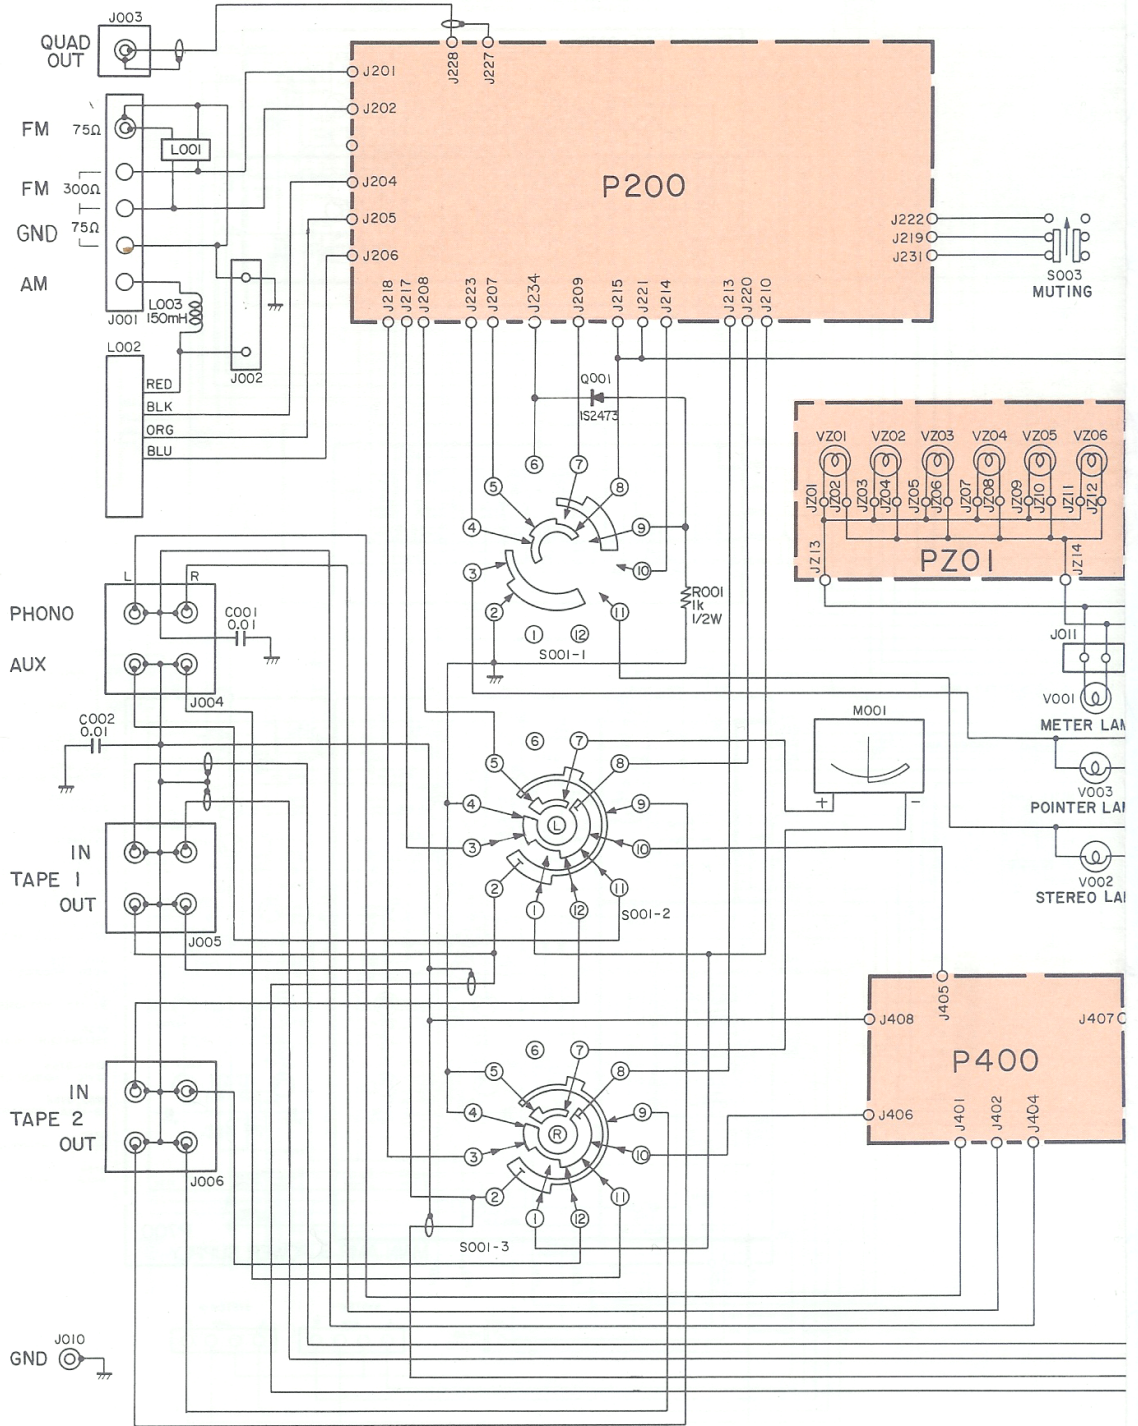 J003
QUAD OUT
J228
J227
J201
J202
J204
J205
J206
P200
J222
J219
J231
S003
MUTING
FM 75Ω
L001
FM 300Ω
GND 75Ω
AM
J001
L003
150mH
J002
L002
RED
BLK
ORG
BLU
J218
J217
J208
J223
J207
J234
J209
J215
J221
J214
J213
J220
J210
Q001
1S2473
6
7
5
8
4
9
3
10
2
11
1
12
S001-1
R001
1k
1/2W
VZ01
VZ02
VZ03
VZ04
VZ05
VZ06
JZ01
JZ02
JZ03
JZ04
JZ05
JZ06
JZ07
JZ08
JZ09
JZ10
JZ11
JZ12
JZ13
PZ01
JZ14
J011
V001
METER LAM
V003
POINTER LA
V002
STEREO LA
L
R
PHONO
C001
0.01
AUX
J004
C002
0.01
M001
+
−
6
7
5
8
4
9
L
3
10
2
11
1
12
S001-2
IN
TAPE 1
OUT
J005
J405
J408
J407
P400
J406
J401
J402
J404
IN
TAPE 2
OUT
J006
6
7
5
8
4
9
R
3
10
2
11
1
12
S001-3
J010
GND